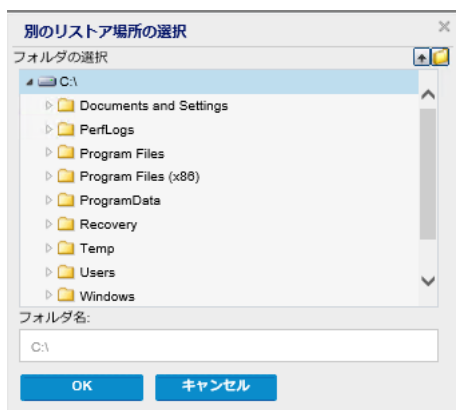 別のリストア場所の選択
フォルダの選択
C:\
Documents and Settings
PerfLogs
Program Files
Program Files (x86)
ProgramData
Recovery
Temp
Users
Windows
フォルダ名:
C:\
OK キャンセル